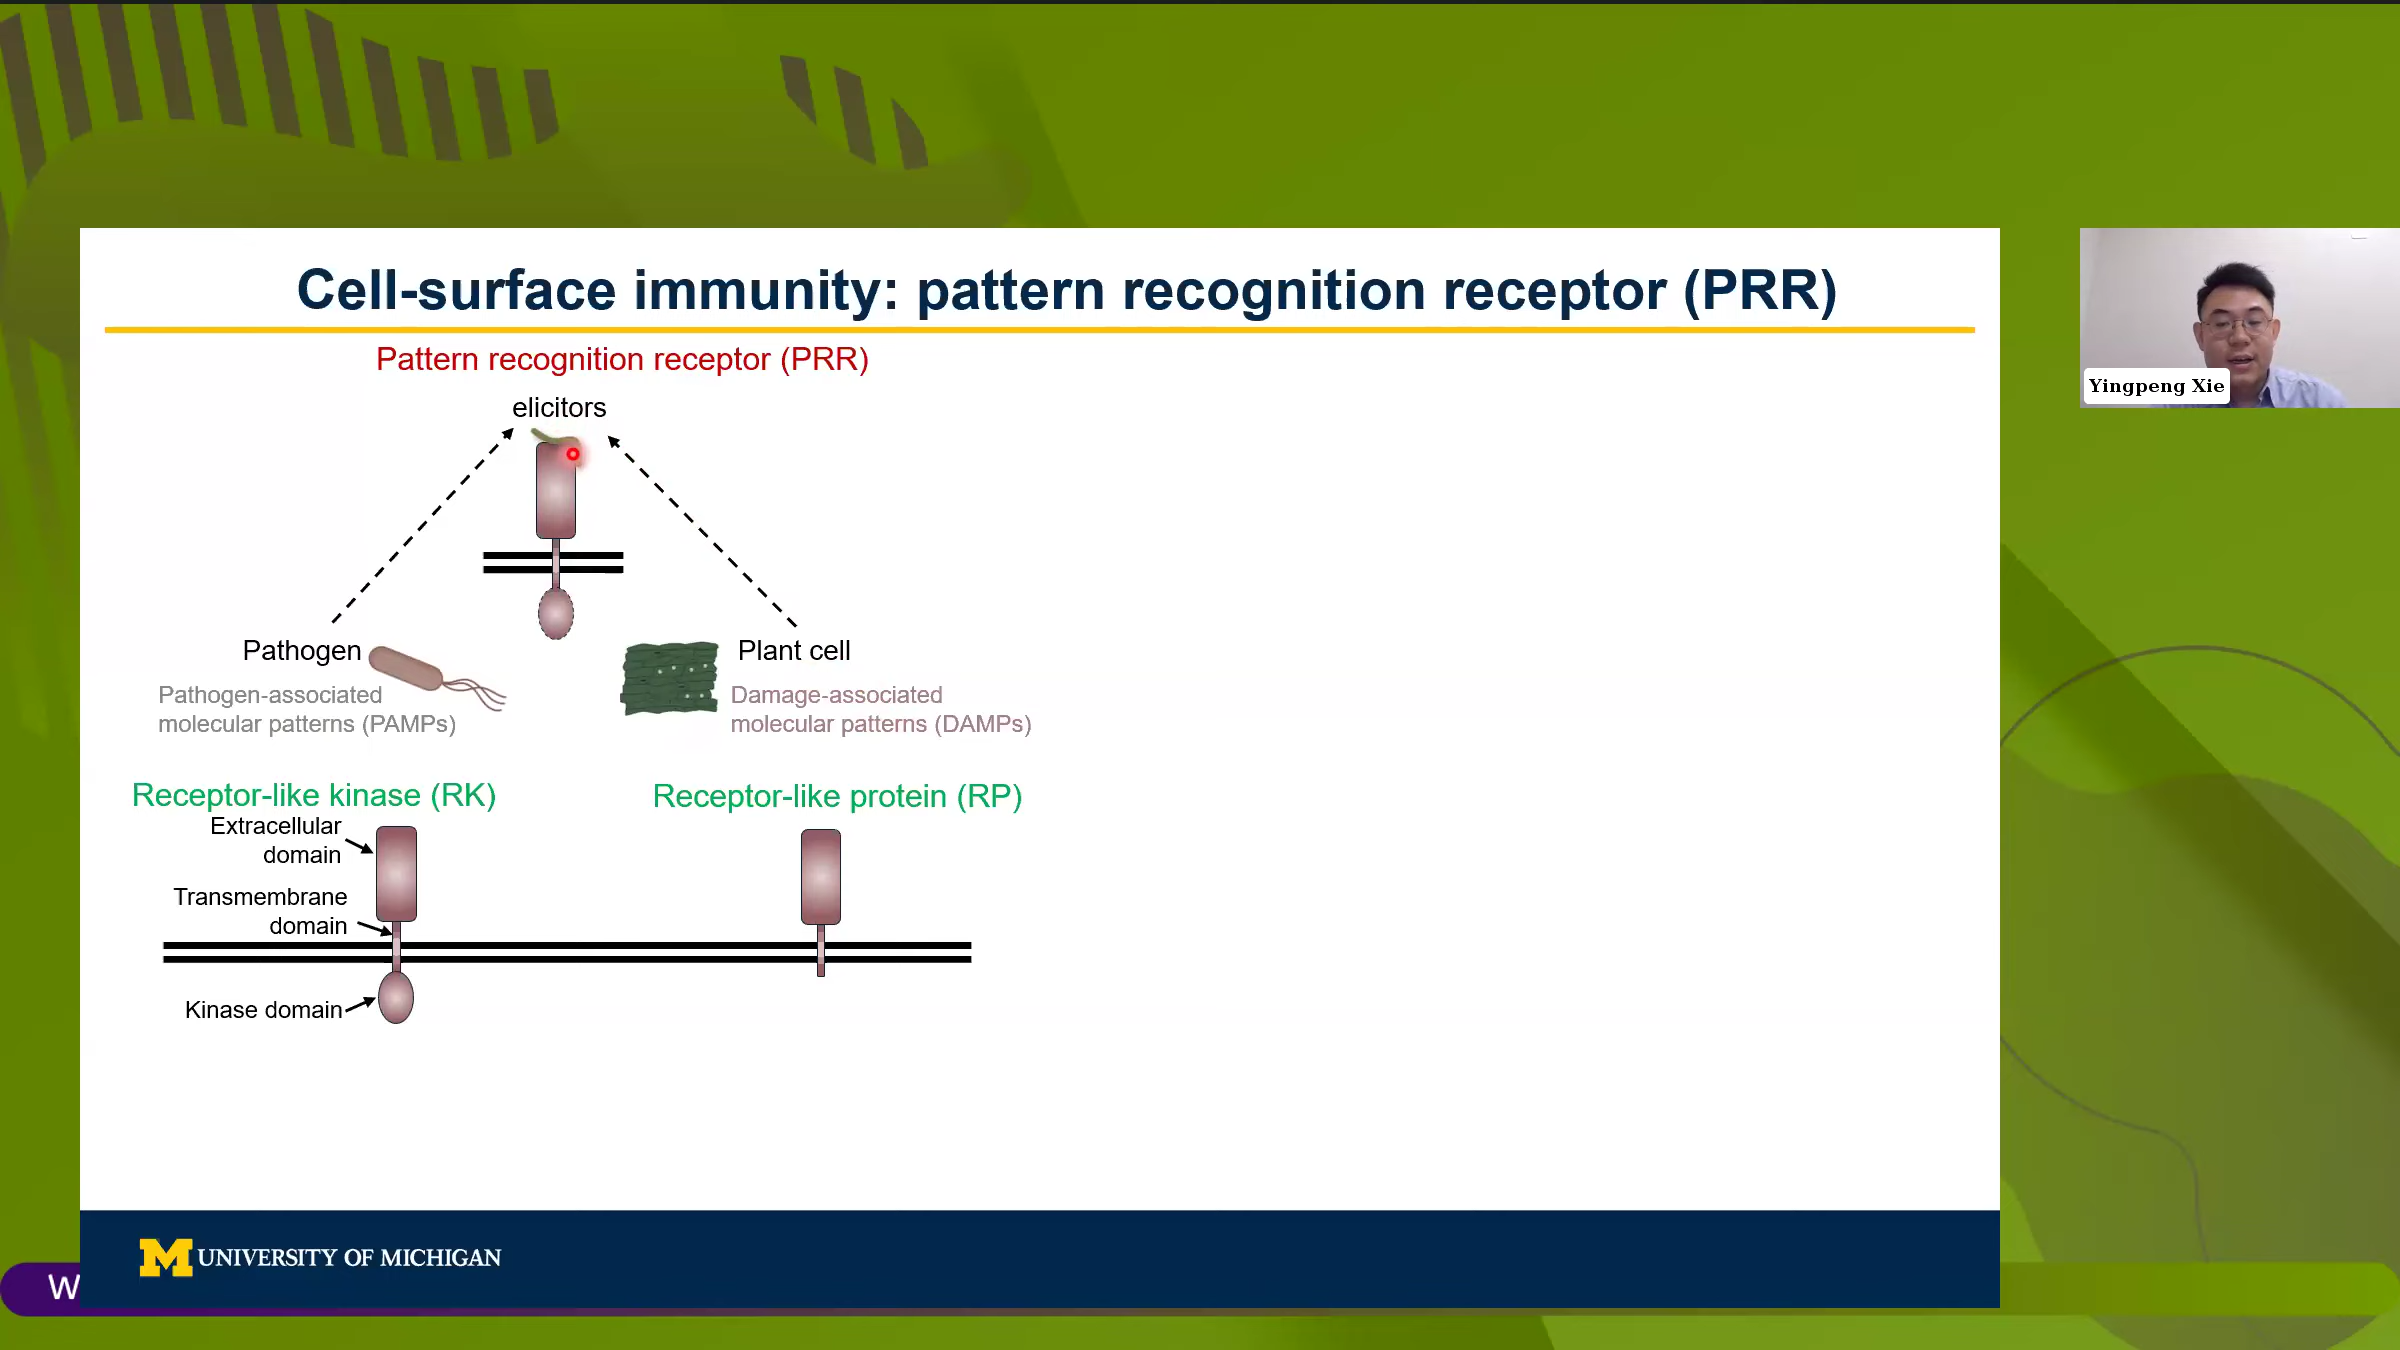 Cell-surface immunity: pattern recognition receptor (PRR)
Pattern recognition receptor (PRR)
elicitors
Pathogen
Plant cell
Pathogen-associated
molecular patterns (PAMPs)
Damage-associated
molecular patterns (DAMPs)
Receptor-like kinase (RK)
Receptor-like protein (RP)
Extracellular
domain
Transmembrane
domain
Kinase domain
M UNIVERSITY OF MICHIGAN
W
Yingpeng Xie